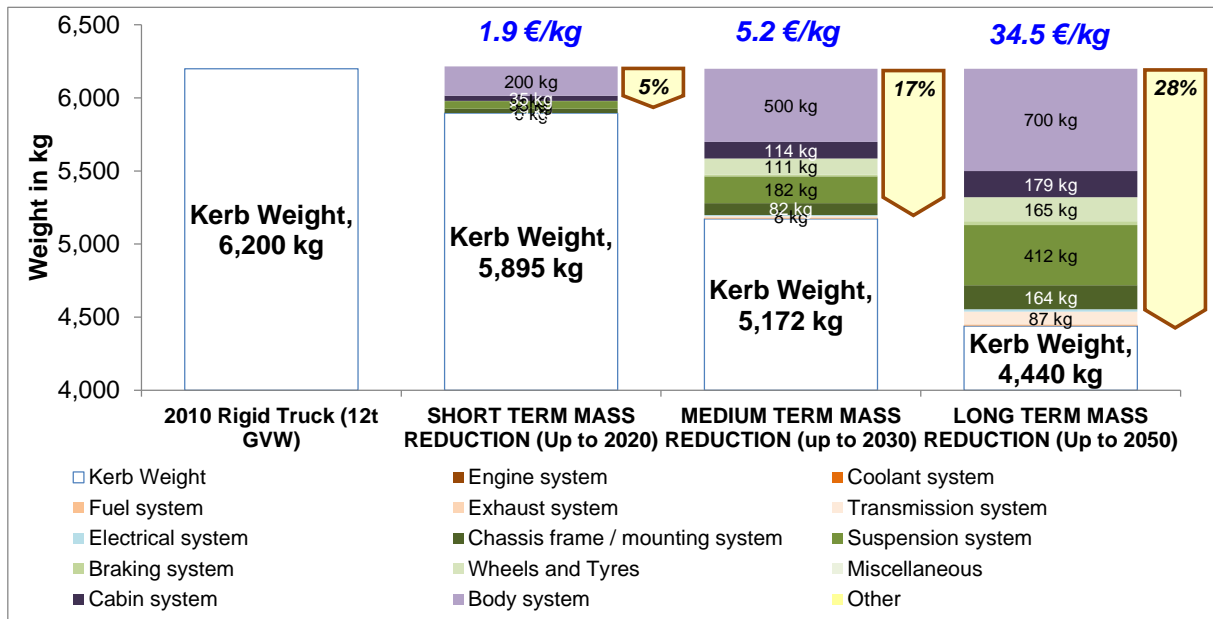 1.9 €/kg 5.2 €/kg 34.5 €/kg
6,500
6,000
5,500
5,000
4,500
4,000
Weight in kg
Kerb Weight,
6,200 kg
200 kg
35 kg
Kerb Weight,
5,895 kg
5%
500 kg
114 kg
111 kg
182 kg
82 kg
8 kg
Kerb Weight,
5,172 kg
17%
700 kg
179 kg
165 kg
412 kg
164 kg
87 kg
Kerb Weight,
4,440 kg
28%
2010 Rigid Truck (12t
GVW)
SHORT TERM MASS
REDUCTION (Up to 2020)
MEDIUM TERM MASS
REDUCTION (up to 2030)
LONG TERM MASS
REDUCTION (Up to 2050)
Kerb Weight Engine system Coolant system
Fuel system Exhaust system Transmission system
Electrical system Chassis frame / mounting system Suspension system
Braking system Wheels and Tyres Miscellaneous
Cabin system Body system Other